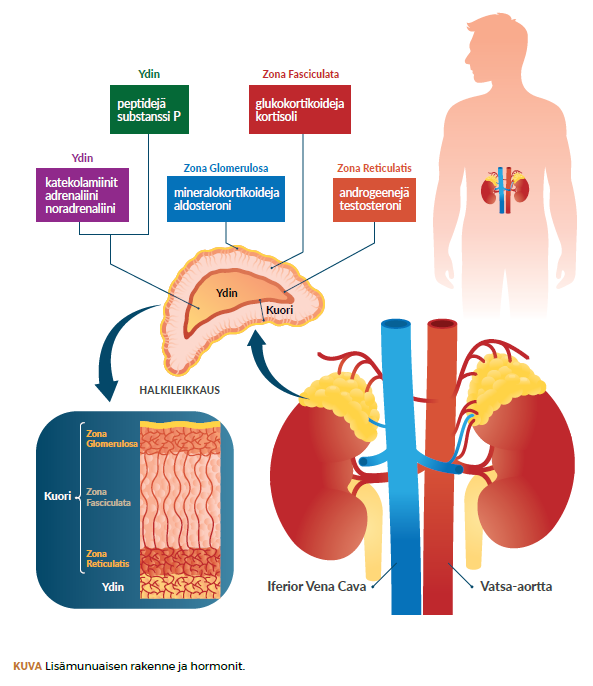 Ydin
peptidejä
substanssi P
Zona Fasciculata
glukokortikoideja
kortisoli
Ydin
katekolamiinit
adrenaliini
noradrenaliini
Zona Glomerulosa
mineralokortikoideja
aldosteroni
Zona Reticulatis
androgeenejä
testosteroni
Ydin
Kuori
HALKILEIKKAUS
Kuori
Zona
Glomerulosa
Zona
Fasciculata
Zona
Reticulatis
Ydin
Iferior Vena Cava
Vatsa-aortta
KUVA Lisämunuaisen rakenne ja hormonit.